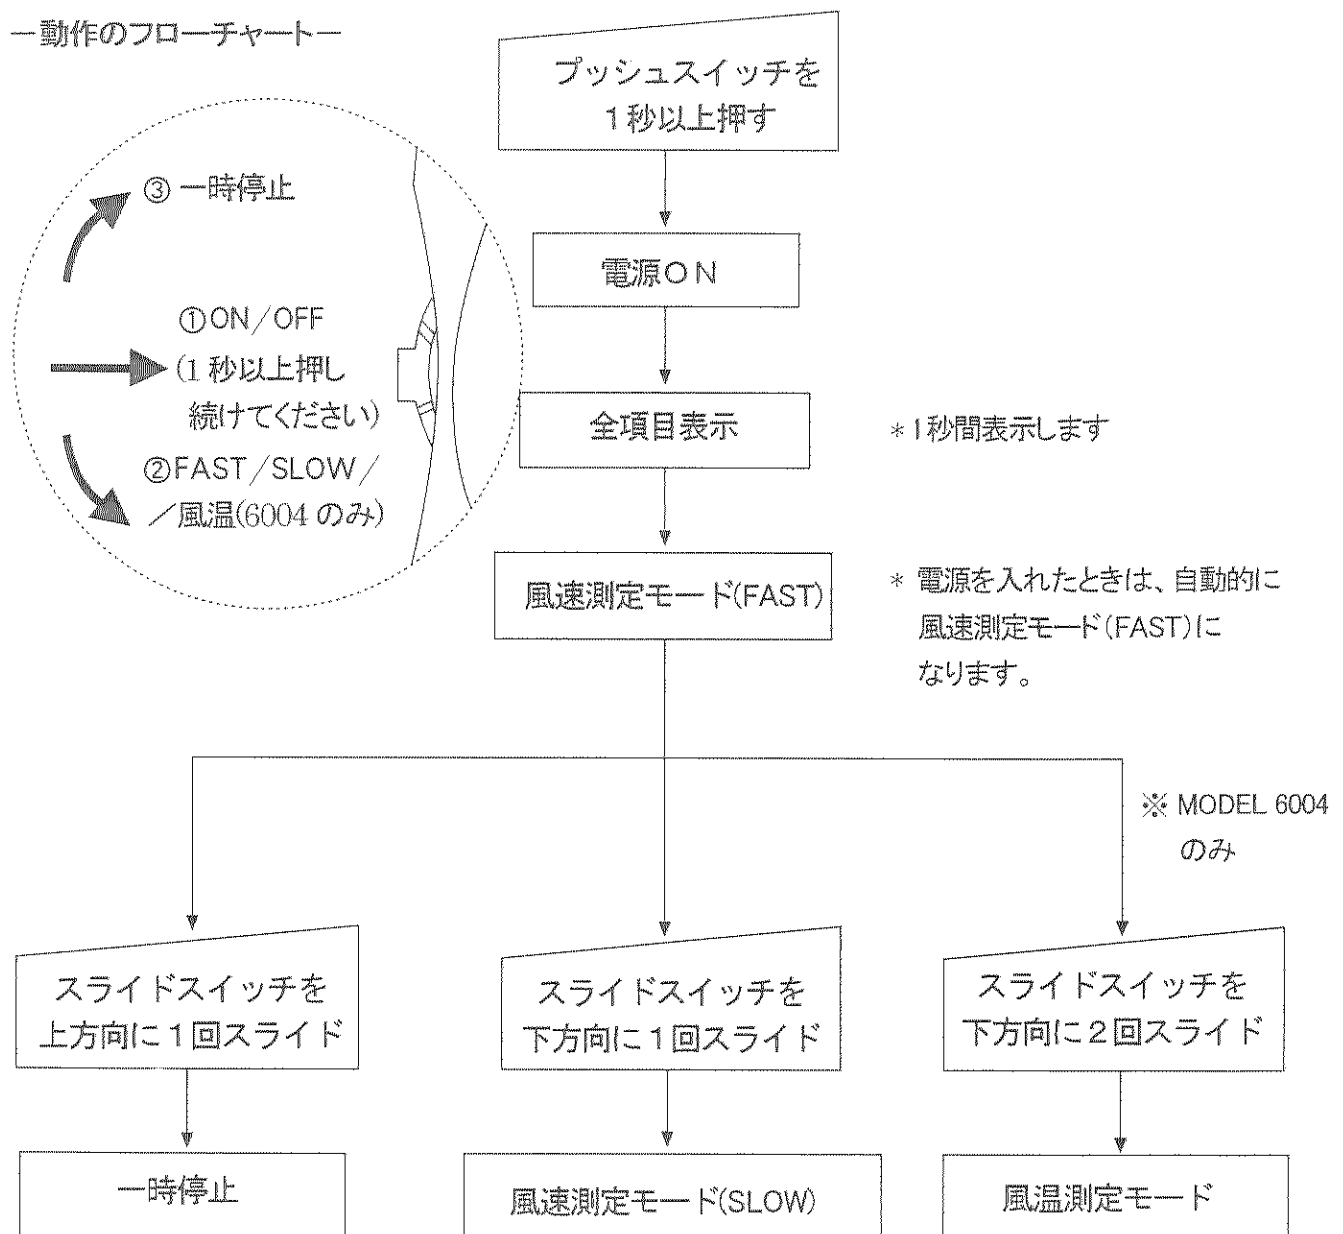 －動作のフローチャート－
プッシュスイッチを
１秒以上押す
③ 一時停止
①ON／OFF
(1 秒以上押し
続けてください)
②FAST／SLOW／
／風温(6004 のみ)
電源ＯＮ
全項目表示
＊1秒間表示します
風速測定モード(FAST)
＊ 電源を入れたときは、自動的に
風速測定モード(FAST)に
なります。
※ MODEL 6004
のみ
スライドスイッチを
上方向に１回スライド
スライドスイッチを
下方向に１回スライド
スライドスイッチを
下方向に２回スライド
一時停止
風速測定モード(SLOW)
風温測定モード